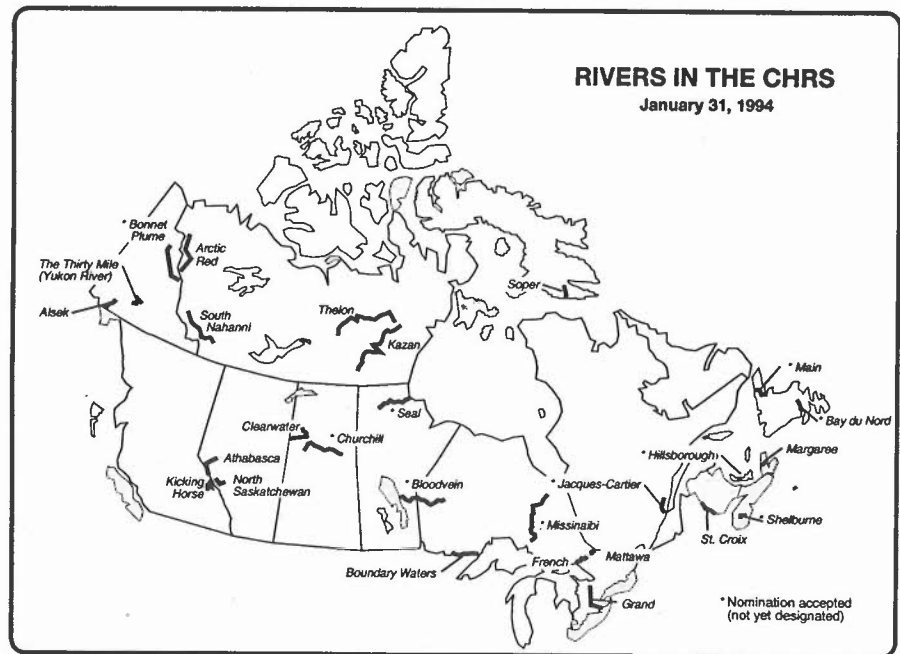 RIVERS IN THE CHRS
January 31, 1994
* Bonnet
Plume
Arctic
Red
The Thirty Mile
(Yukon River)
Alsek
South
Nahanni
Thelon
Kazan
Soper
* Main
* Bay du Nord
* Seal
Clearwater
* Churchill
* Hillsborough
Margaree
Athabasca
Kicking
Horse
North
Saskatchewan
* Bloodvein
* Jacques-Cartier
* Missinaibi
* Shelburne
St. Croix
French
Mattawa
Boundary Waters
Grand
* Nomination accepted
(not yet designated)